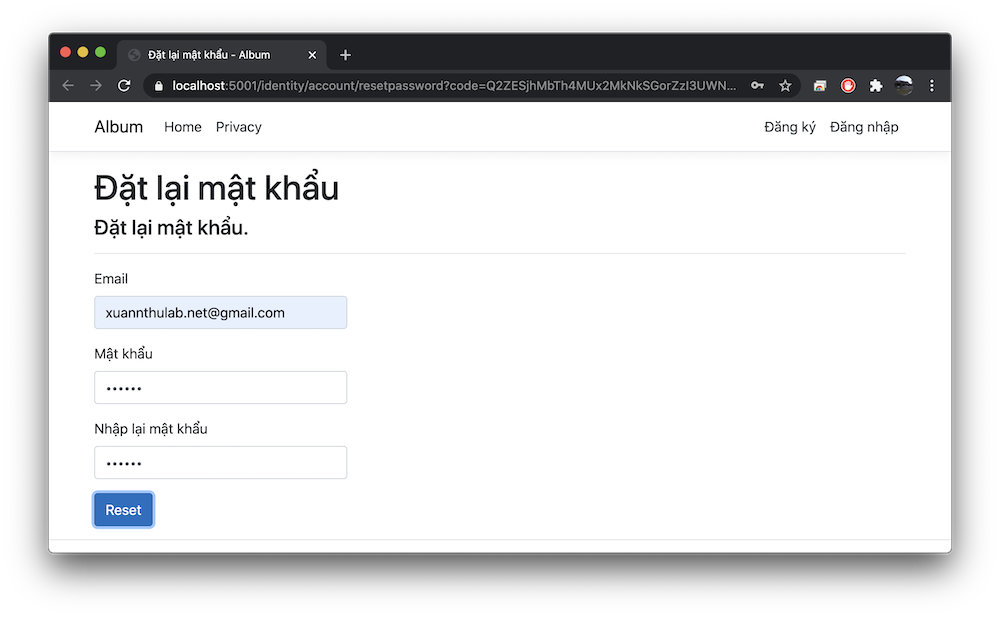 Đặt lại mật khẩu - Album
localhost:5001/identity/account/resetpassword?code=Q2ZESjhMbTh4MUx2MkNkSGorZzI3UWN...
Album Home Privacy Đăng ký Đăng nhập
Đặt lại mật khẩu
Đặt lại mật khẩu.
Email
xuannthulab.net@gmail.com
Mật khẩu
••••••
Nhập lại mật khẩu
••••••
Reset